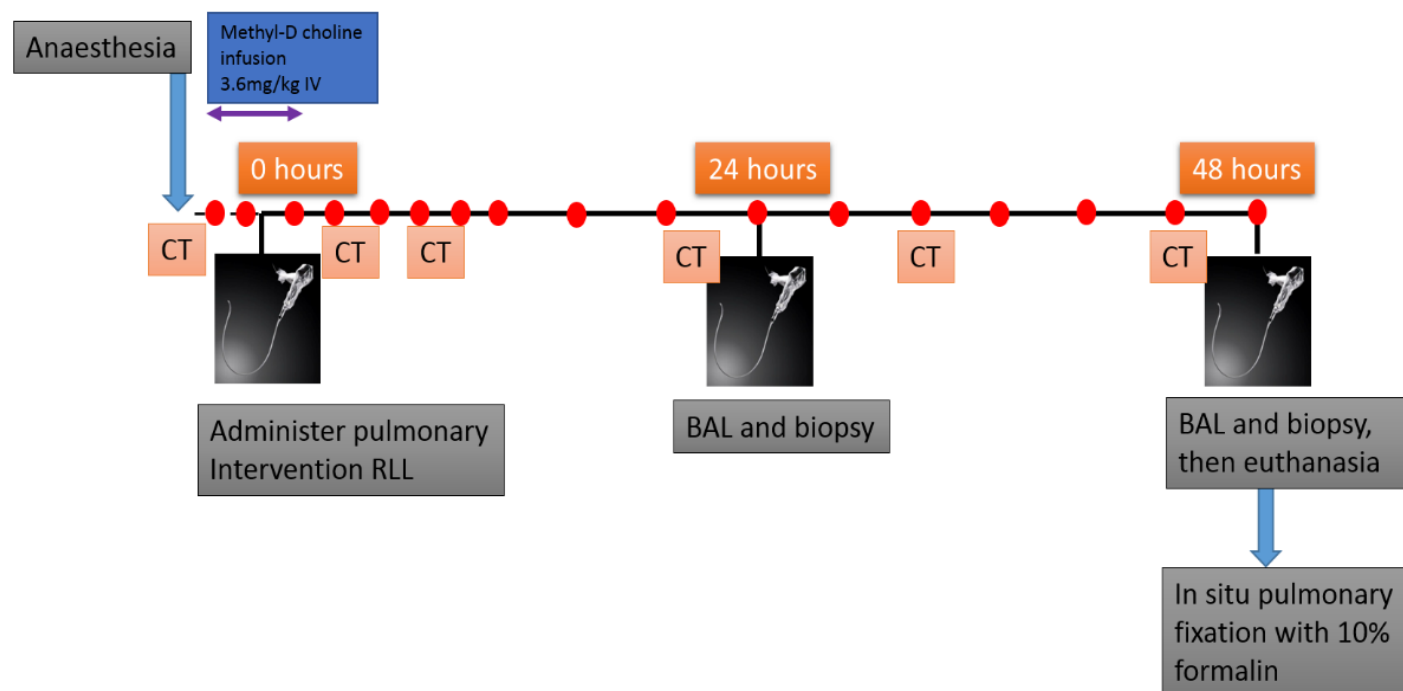 Anaesthesia
Methyl-D choline
infusion
3.6mg/kg IV
0 hours
24 hours
48 hours
CT
CT
CT
CT
CT
CT
Administer pulmonary
Intervention RLL
BAL and biopsy
BAL and biopsy,
then euthanasia
In situ pulmonary
fixation with 10%
formalin